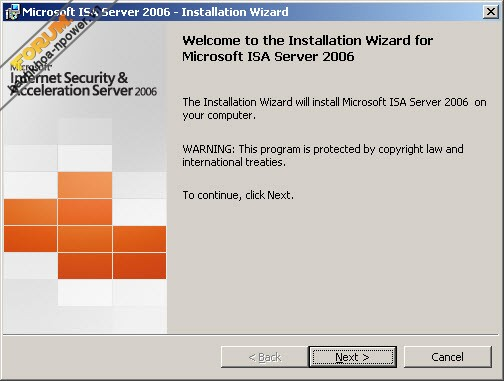 Microsoft ISA Server 2006 - Installation Wizard
FORUM
Microsoft
Internet Security &
Acceleration Server 2006
Welcome to the Installation Wizard for
Microsoft ISA Server 2006
The Installation Wizard will install Microsoft ISA Server 2006 on
your computer.
WARNING: This program is protected by copyright law and
international treaties.
To continue, click Next.
< Back
Next >
Cancel